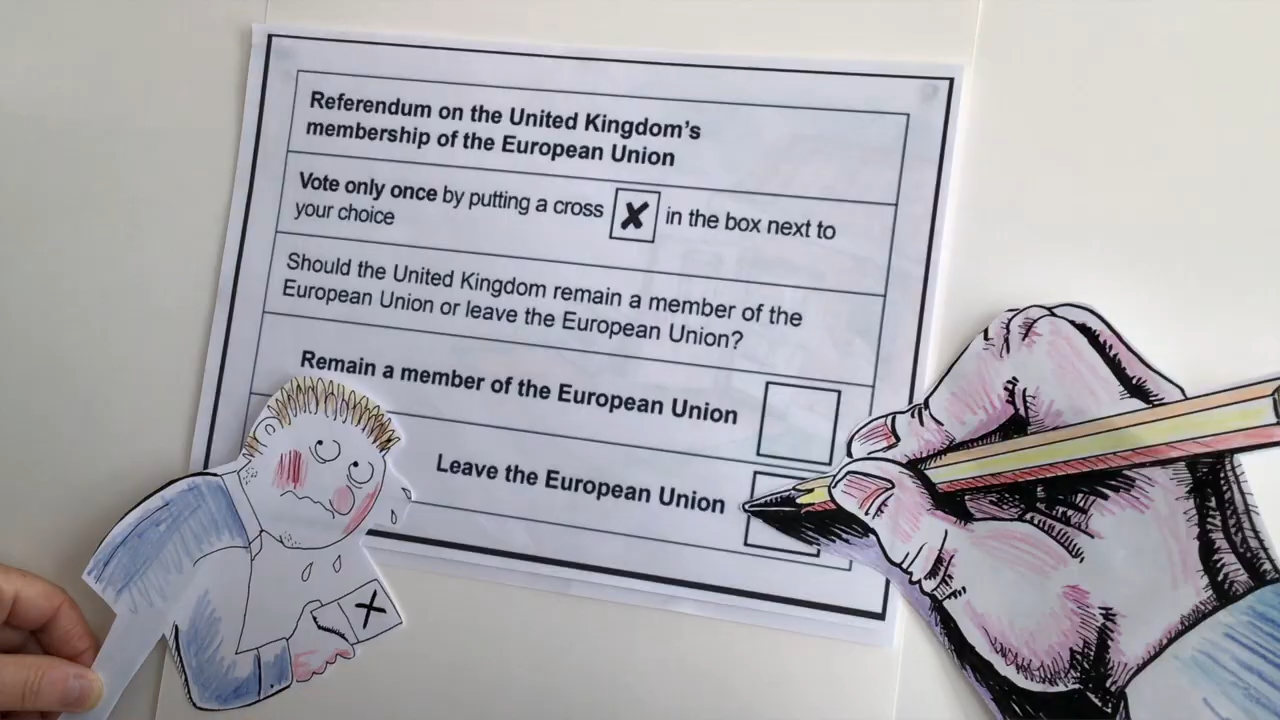 Referendum on the United Kingdom's
membership of the European Union
Vote only once by putting a cross X in the box next to
your choice
Should the United Kingdom remain a member of the
European Union or leave the European Union?
Remain a member of the European Union
Leave the European Union
X